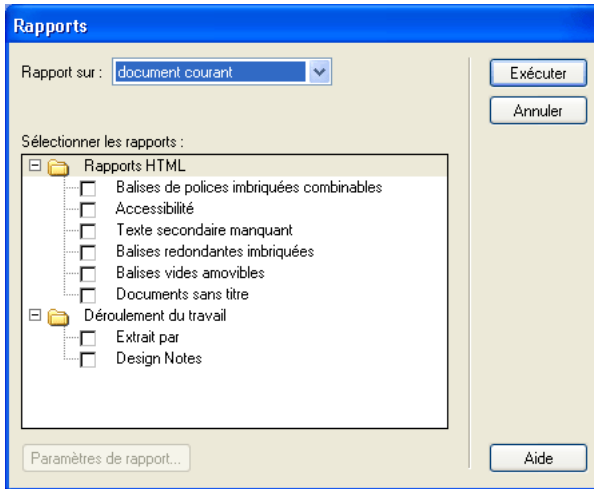 Rapports
Rapport sur : document courant
Exécuter
Annuler
Sélectionner les rapports :
Rapports HTML
Balises de polices imbriquées combinables
Accessibilité
Texte secondaire manquant
Balises redondantes imbriquées
Balises vides amovibles
Documents sans titre
Déroulement du travail
Extrait par
Design Notes
Paramètres de rapport...
Aide